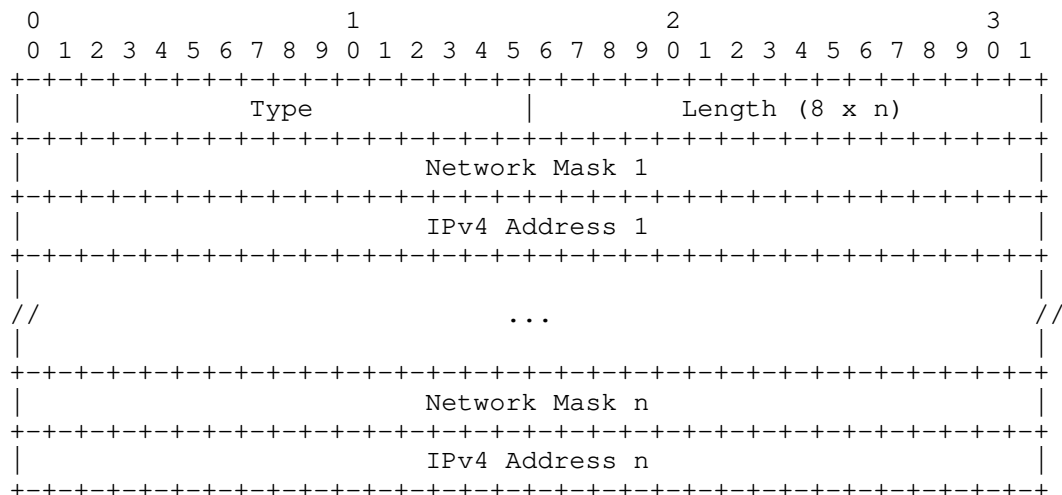 0                   1                   2                   3
 0 1 2 3 4 5 6 7 8 9 0 1 2 3 4 5 6 7 8 9 0 1 2 3 4 5 6 7 8 9 0 1
+-+-+-+-+-+-+-+-+-+-+-+-+-+-+-+-+-+-+-+-+-+-+-+-+-+-+-+-+-+-+-+-+
|              Type             |         Length (8 x n)        |
+-+-+-+-+-+-+-+-+-+-+-+-+-+-+-+-+-+-+-+-+-+-+-+-+-+-+-+-+-+-+-+-+
|                         Network Mask 1                        |
+-+-+-+-+-+-+-+-+-+-+-+-+-+-+-+-+-+-+-+-+-+-+-+-+-+-+-+-+-+-+-+-+
|                         IPv4 Address 1                        |
+-+-+-+-+-+-+-+-+-+-+-+-+-+-+-+-+-+-+-+-+-+-+-+-+-+-+-+-+-+-+-+-+
|                                                               |
//                              ...                              //
|                                                               |
+-+-+-+-+-+-+-+-+-+-+-+-+-+-+-+-+-+-+-+-+-+-+-+-+-+-+-+-+-+-+-+-+
|                         Network Mask n                        |
+-+-+-+-+-+-+-+-+-+-+-+-+-+-+-+-+-+-+-+-+-+-+-+-+-+-+-+-+-+-+-+-+
|                         IPv4 Address n                        |
+-+-+-+-+-+-+-+-+-+-+-+-+-+-+-+-+-+-+-+-+-+-+-+-+-+-+-+-+-+-+-+-+